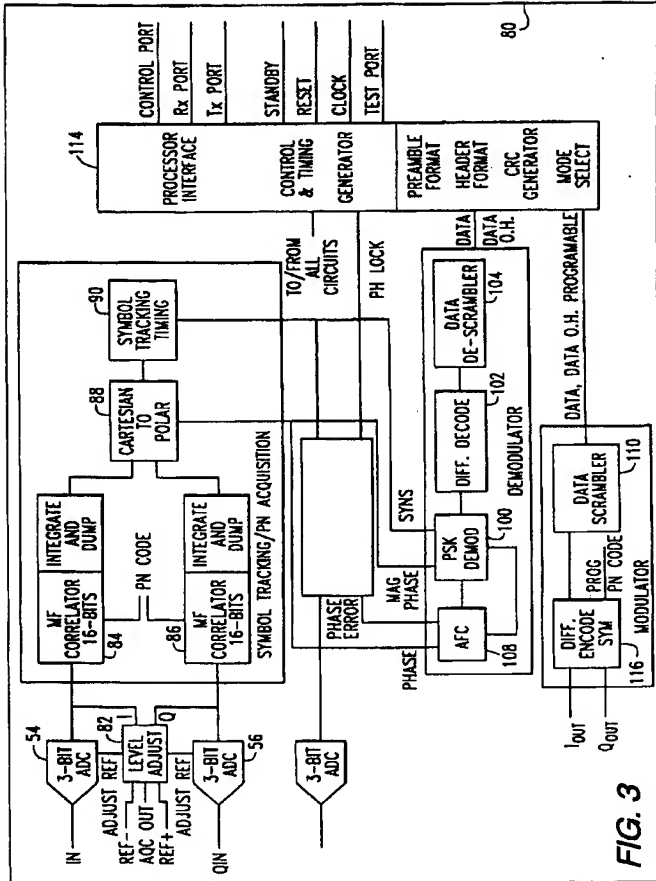 CONTROL PORT
Rx PORT
Tx PORT
STANDBY
RESET
CLOCK
TEST PORT
80
114
PROCESSOR
INTERFACE
CONTROL
& TIMING
GENERATOR
PREAMBLE
FORMAT
HEADER
FORMAT
CRC
GENERATOR
MODE
SELECT
TO/FROM
ALL
CIRCUITS
PH LOCK
DATA
DATA
O.H.
DATA, DATA O.H. PROGRAMABLE
90
SYMBOL
TRACKING
TIMING
88
CARTESIAN
TO
POLAR
INTEGRATE
AND DUMP
MF
CORRELATOR
16-BITS
84
PN CODE
INTEGRATE
AND DUMP
MF
CORRELATOR
16-BITS
86
SYMBOL TRACKING/PN ACQUISITION
54
3-BIT
ADC
IN
I
82
LEVEL
ADJUST
Q
ADJUST REF
REF-
AQC OUT
REF+
ADJUST REF
3-BIT
ADC
56
QIN
3-BIT
ADC
PHASE
ERROR
SYNS
MAG
PHASE
PHASE
104
DATA
DE-SCRAMBLER
102
DIFF. DECODE
100
PSK
DEMOD
AFC
108
DEMODULATOR
110
DATA
SCRAMBLER
PROG
PN CODE
DIFF.
ENCODE
SYM
116
MODULATOR
IOUT
QOUT
FIG. 3